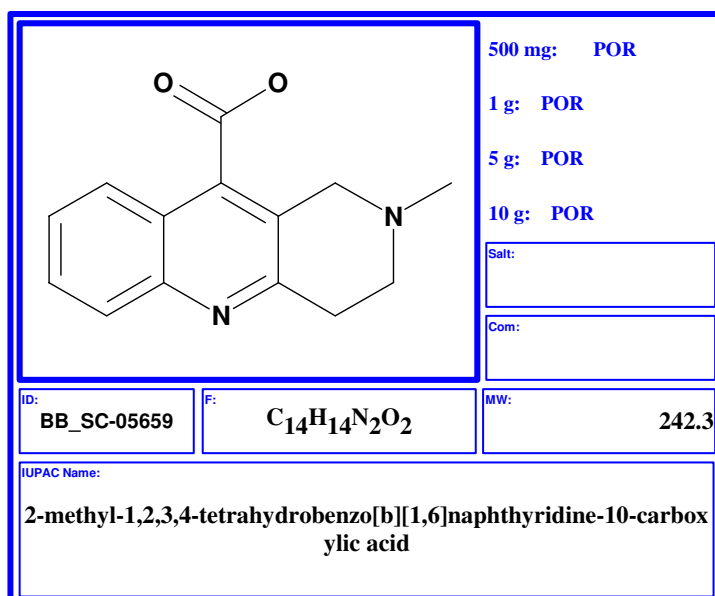 500 mg: POR
1 g: POR
5 g: POR
10 g: POR
O O
N
N
Salt:
Com:
ID:
BB_SC-05659
F:
C14H14N2O2
MW:
242.3
IUPAC Name:
2-methyl-1,2,3,4-tetrahydrobenzo[b][1,6]naphthyridine-10-carbox
ylic acid